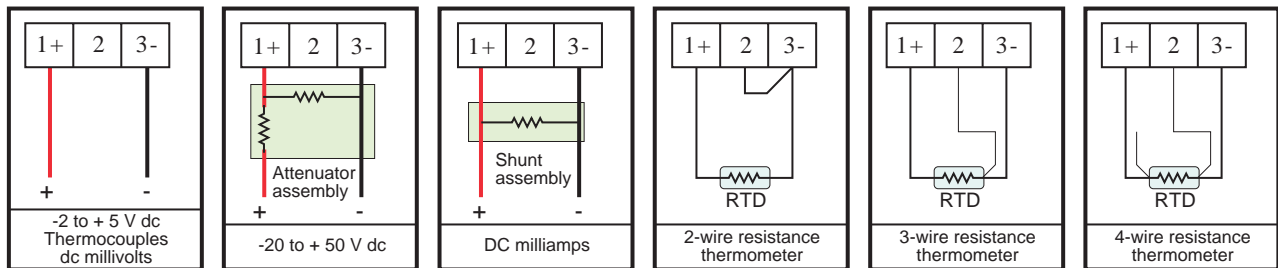 1+ 2 3-
+ -
-2 to + 5 V dc
Thermocouples
dc millivolts
1+ 2 3-
Attenuator
assembly
+ -
-20 to + 50 V dc
1+ 2 3-
Shunt
assembly
+ -
DC milliamps
1+ 2 3-
RTD
2-wire resistance
thermometer
1+ 2 3-
RTD
3-wire resistance
thermometer
1+ 2 3-
RTD
4-wire resistance
thermometer